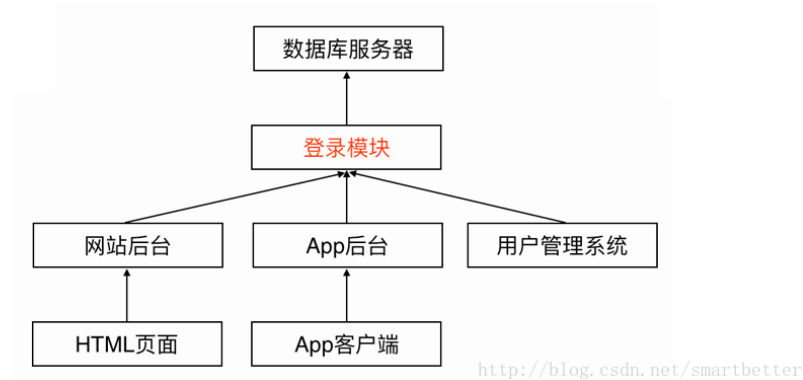 数据库服务器
登录模块
网站后台
App后台
用户管理系统
HTML页面
App客户端
http://blog.csdn.net/smartbetter